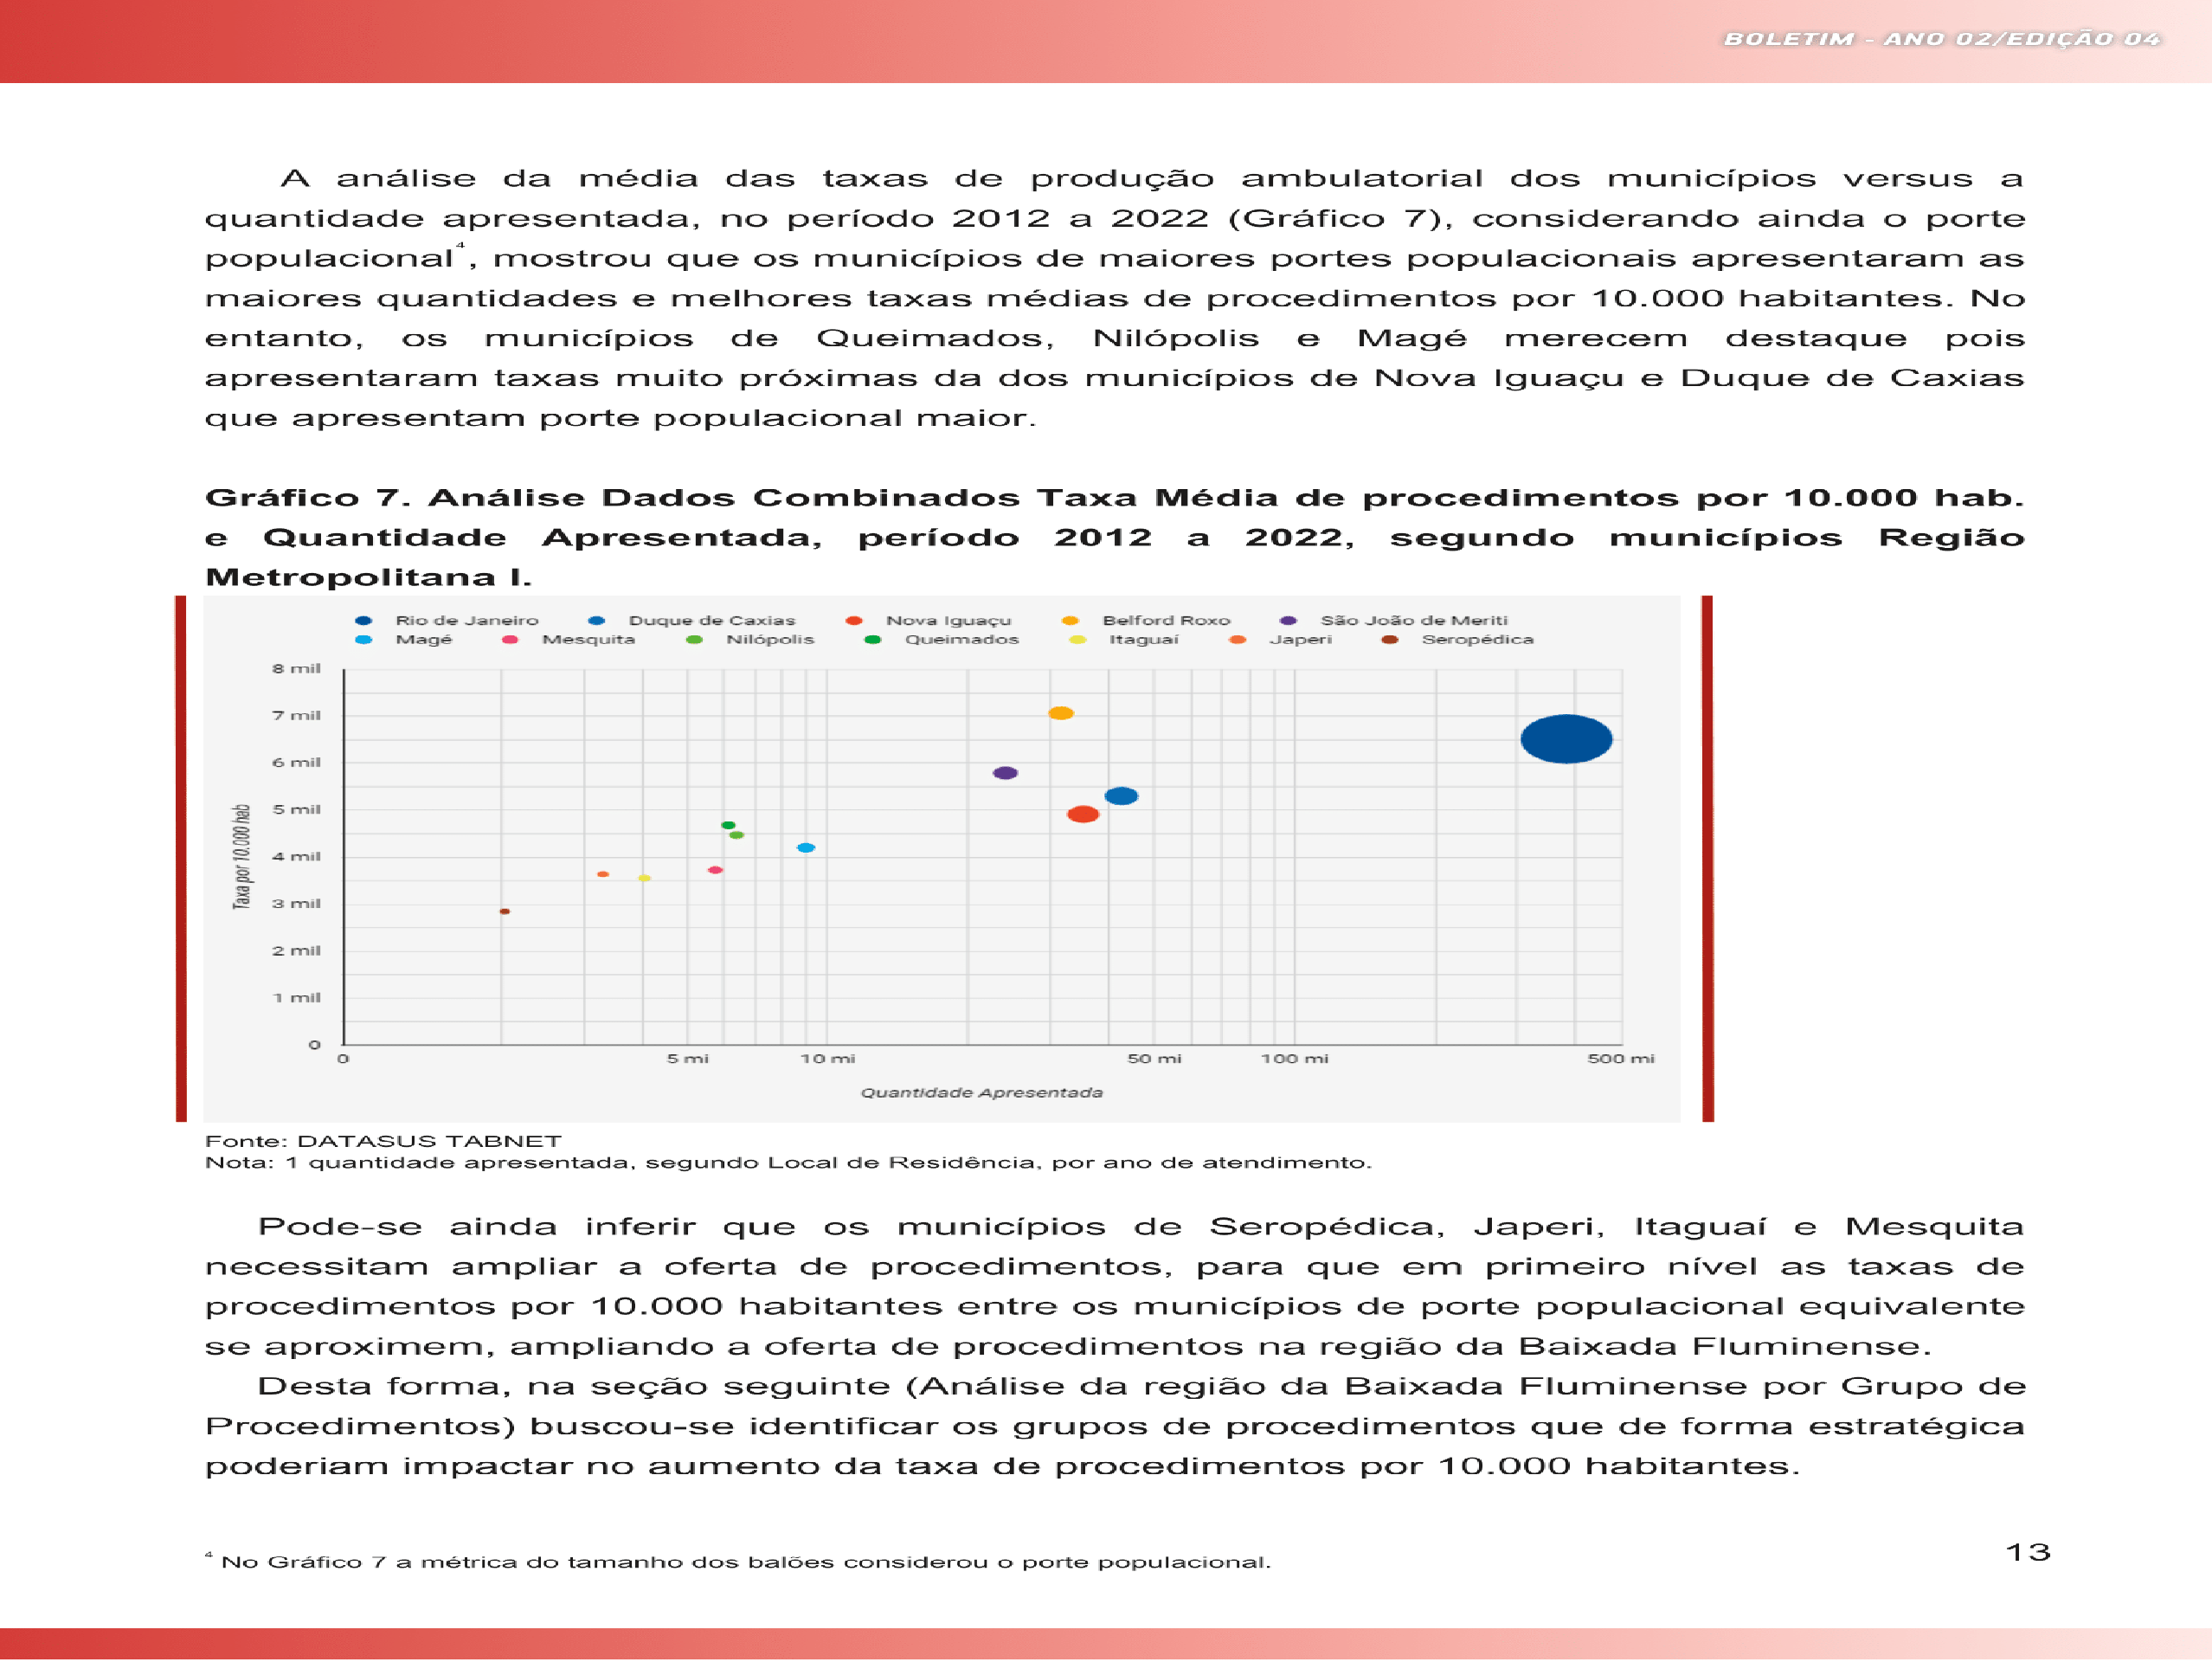 BOLETIM - ANO 02/EDIÇÃO 04
A análise da média das taxas de produção ambulatorial dos municípios versus a
quantidade apresentada, no período 2012 a 2022 (Gráfico 7), considerando ainda o porte
populacional4, mostrou que os municípios de maiores portes populacionais apresentaram as
maiores quantidades e melhores taxas médias de procedimentos por 10.000 habitantes. No
entanto, os municípios de Queimados, Nilópolis e Magé merecem destaque pois
apresentaram taxas muito próximas da dos municípios de Nova Iguaçu e Duque de Caxias
que apresentam porte populacional maior.
Gráfico 7. Análise Dados Combinados Taxa Média de procedimentos por 10.000 hab.
e Quantidade Apresentada, período 2012 a 2022, segundo municípios Região
Metropolitana I.
Rio de Janeiro Duque de Caxias Nova Iguaçu Belford Roxo São João de Meriti
Magé Mesquita Nilópolis Queimados Itaguaí Japeri Seropédica
8 mil
7 mil
6 mil
5 mil
4 mil
3 mil
2 mil
1 mil
0
Taxa por 10.000 hab
0 5 mi 10 mi 50 mi 100 mi 500 mi
Quantidade Apresentada
Fonte: DATASUS TABNET
Nota: 1 quantidade apresentada, segundo Local de Residência, por ano de atendimento.
Pode-se ainda inferir que os municípios de Seropédica, Japeri, Itaguaí e Mesquita
necessitam ampliar a oferta de procedimentos, para que em primeiro nível as taxas de
procedimentos por 10.000 habitantes entre os municípios de porte populacional equivalente
se aproximem, ampliando a oferta de procedimentos na região da Baixada Fluminense.
Desta forma, na seção seguinte (Análise da região da Baixada Fluminense por Grupo de
Procedimentos) buscou-se identificar os grupos de procedimentos que de forma estratégica
poderiam impactar no aumento da taxa de procedimentos por 10.000 habitantes.
4 No Gráfico 7 a métrica do tamanho dos balões considerou o porte populacional.
13